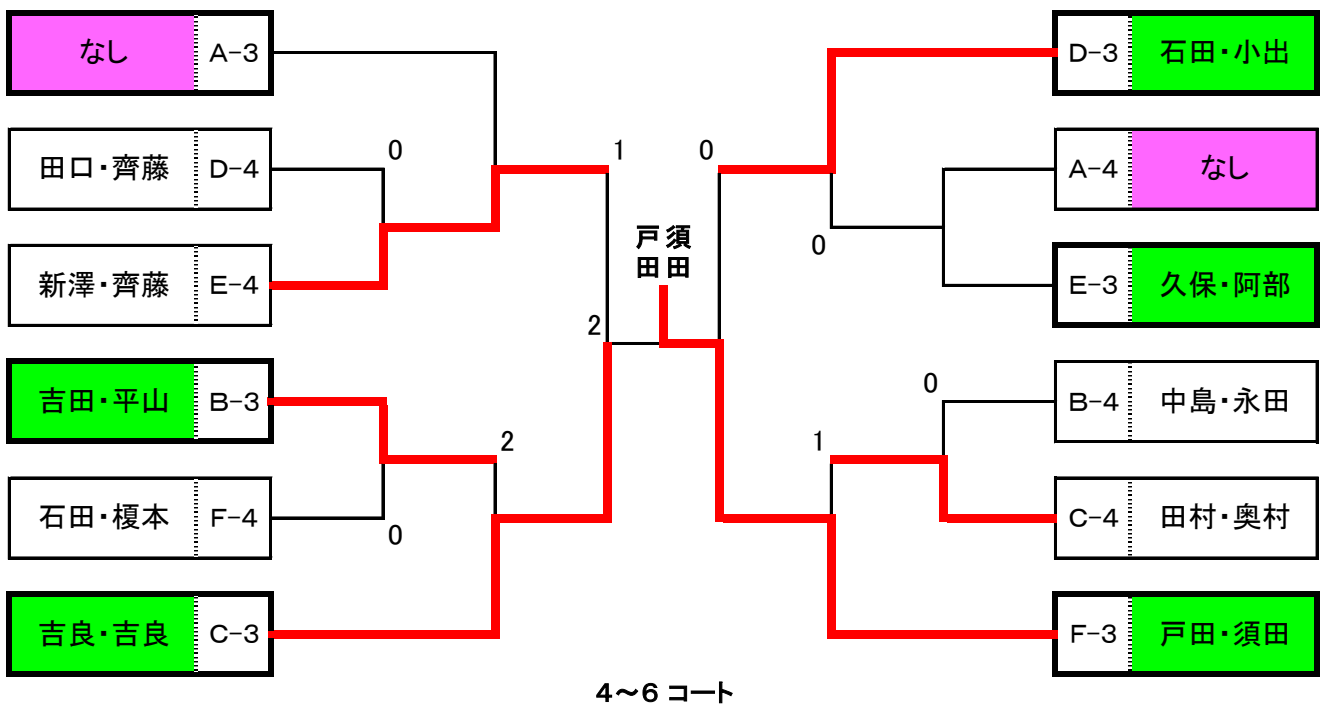 なし A-3
田口・齊藤 D-4
新澤・齊藤 E-4
吉田・平山 B-3
石田・榎本 F-4
吉良・吉良 C-3
0
1
2
2
0
戸田
須田
0
0
0
1
D-3 石田・小出
A-4 なし
E-3 久保・阿部
B-4 中島・永田
C-4 田村・奥村
F-3 戸田・須田
4～6 コート